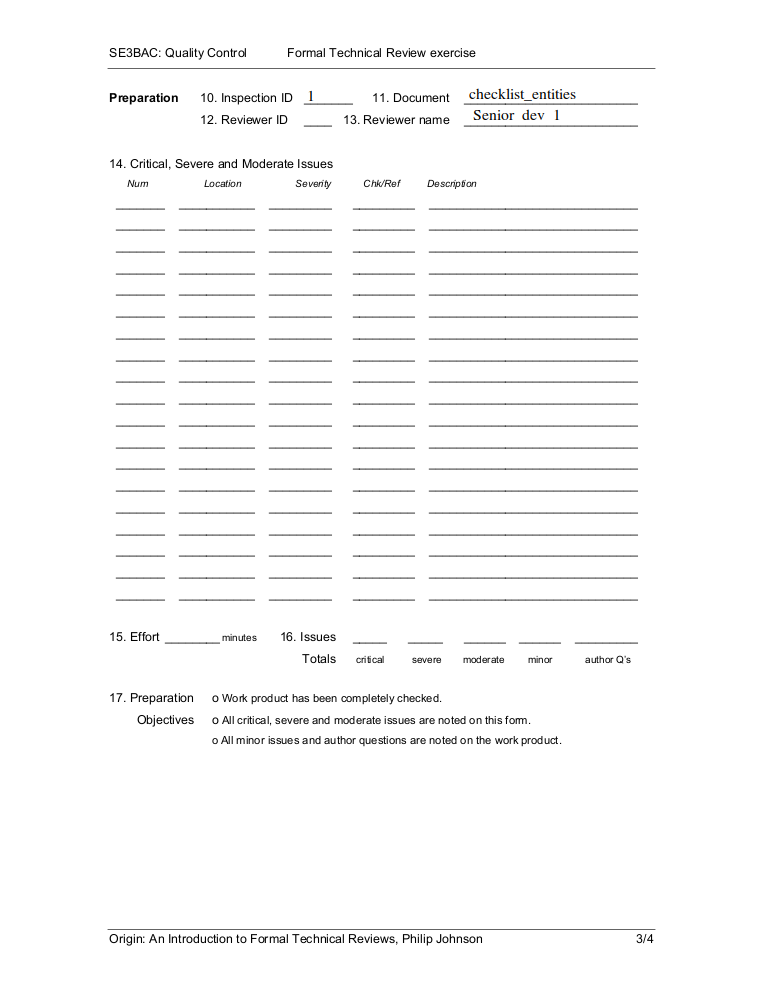 SE3BAC: Quality Control Formal Technical Review exercise
Preparation 10. Inspection ID 1 11. Document checklist_entities
12. Reviewer ID 13. Reviewer name Senior dev 1
14. Critical, Severe and Moderate Issues
Num Location Severity Chk/Ref Description
15. Effort minutes 16. Issues
Totals critical severe moderate minor author Q's
17. Preparation o Work product has been completely checked.
Objectives o All critical, severe and moderate issues are noted on this form.
o All minor issues and author questions are noted on the work product.
Origin: An Introduction to Formal Technical Reviews, Philip Johnson 3/4